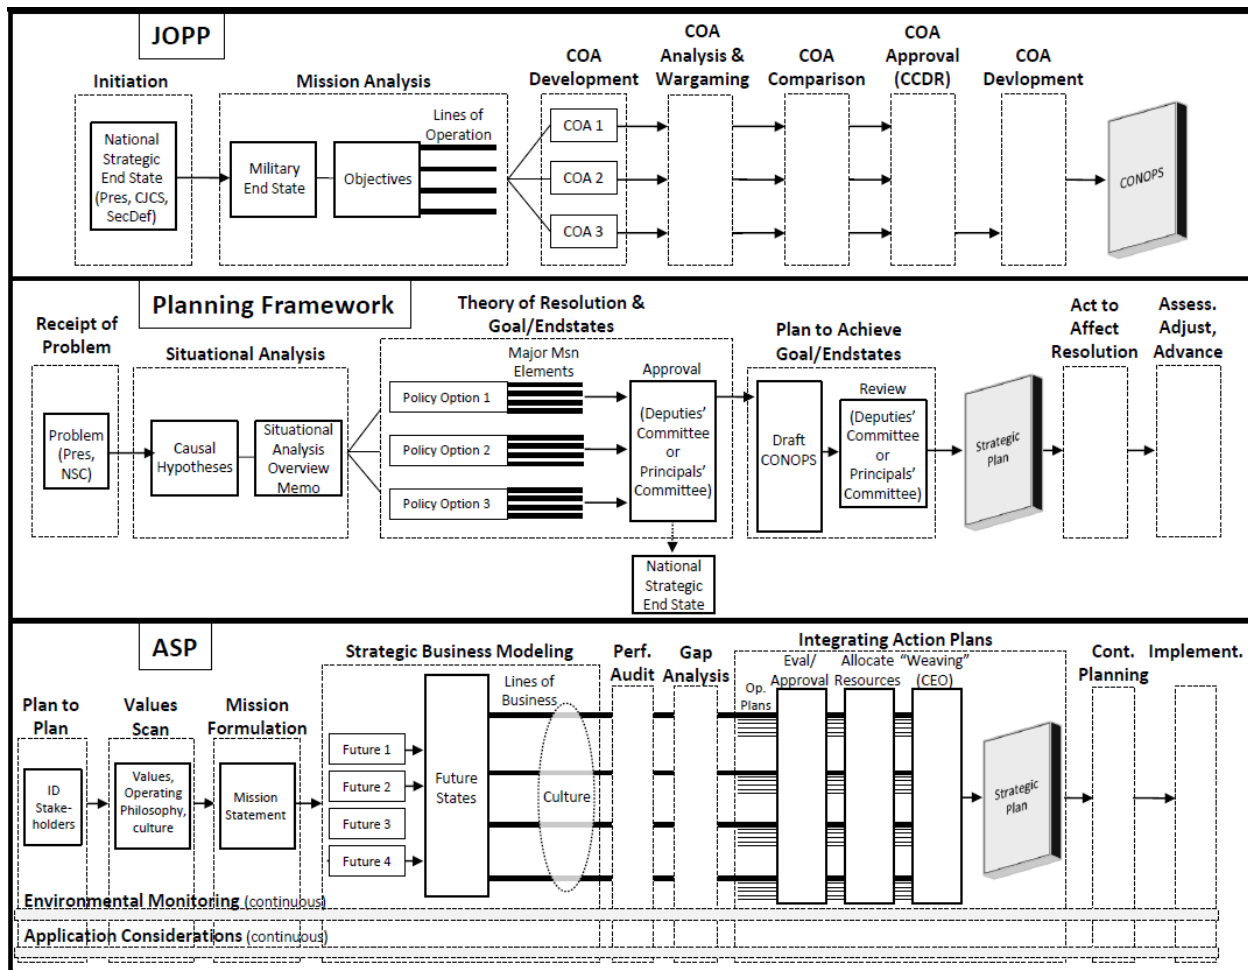 JOPP
Initiation
Mission Analysis
COA
Development
COA
Analysis &
Wargaming
COA
Comparison
COA
Approval
(CCDR)
COA
Devlopment
National
Strategic
End State
(Pres, CJCS,
SecDef)
Military
End State
Objectives
Lines of
Operation
COA 1
COA 2
COA 3
CONOPS
Planning Framework
Receipt of
Problem
Situational Analysis
Theory of Resolution &
Goal/Endstates
Plan to Achieve
Goal/Endstates
Act to
Affect
Resolution
Assess.
Adjust,
Advance
Problem
(Pres,
NSC)
Causal
Hypotheses
Situational
Analysis
Overview
Memo
Major Msn
Elements
Policy Option 1
Policy Option 2
Policy Option 3
Approval
(Deputies’
Committee
or
Principals’
Committee)
National
Strategic
End State
Draft
CONOPS
Review
(Deputies’
Committee
or
Principals’
Committee)
Strategic
Plan
ASP
Plan to
Plan
Values
Scan
Mission
Formulation
Strategic Business Modeling
Perf.
Audit
Gap
Analysis
Integrating Action Plans
Cont.
Planning
Implement.
ID
Stake-
holders
Values,
Operating
Philosophy,
culture
Mission
Statement
Future 1
Future 2
Future 3
Future 4
Future
States
Lines of
Business
Culture
Op.
Plans
Eval/
Approval
Allocate
Resources
“Weaving”
(CEO)
Strategic
Plan
Environmental Monitoring (continuous)
Application Considerations (continuous)